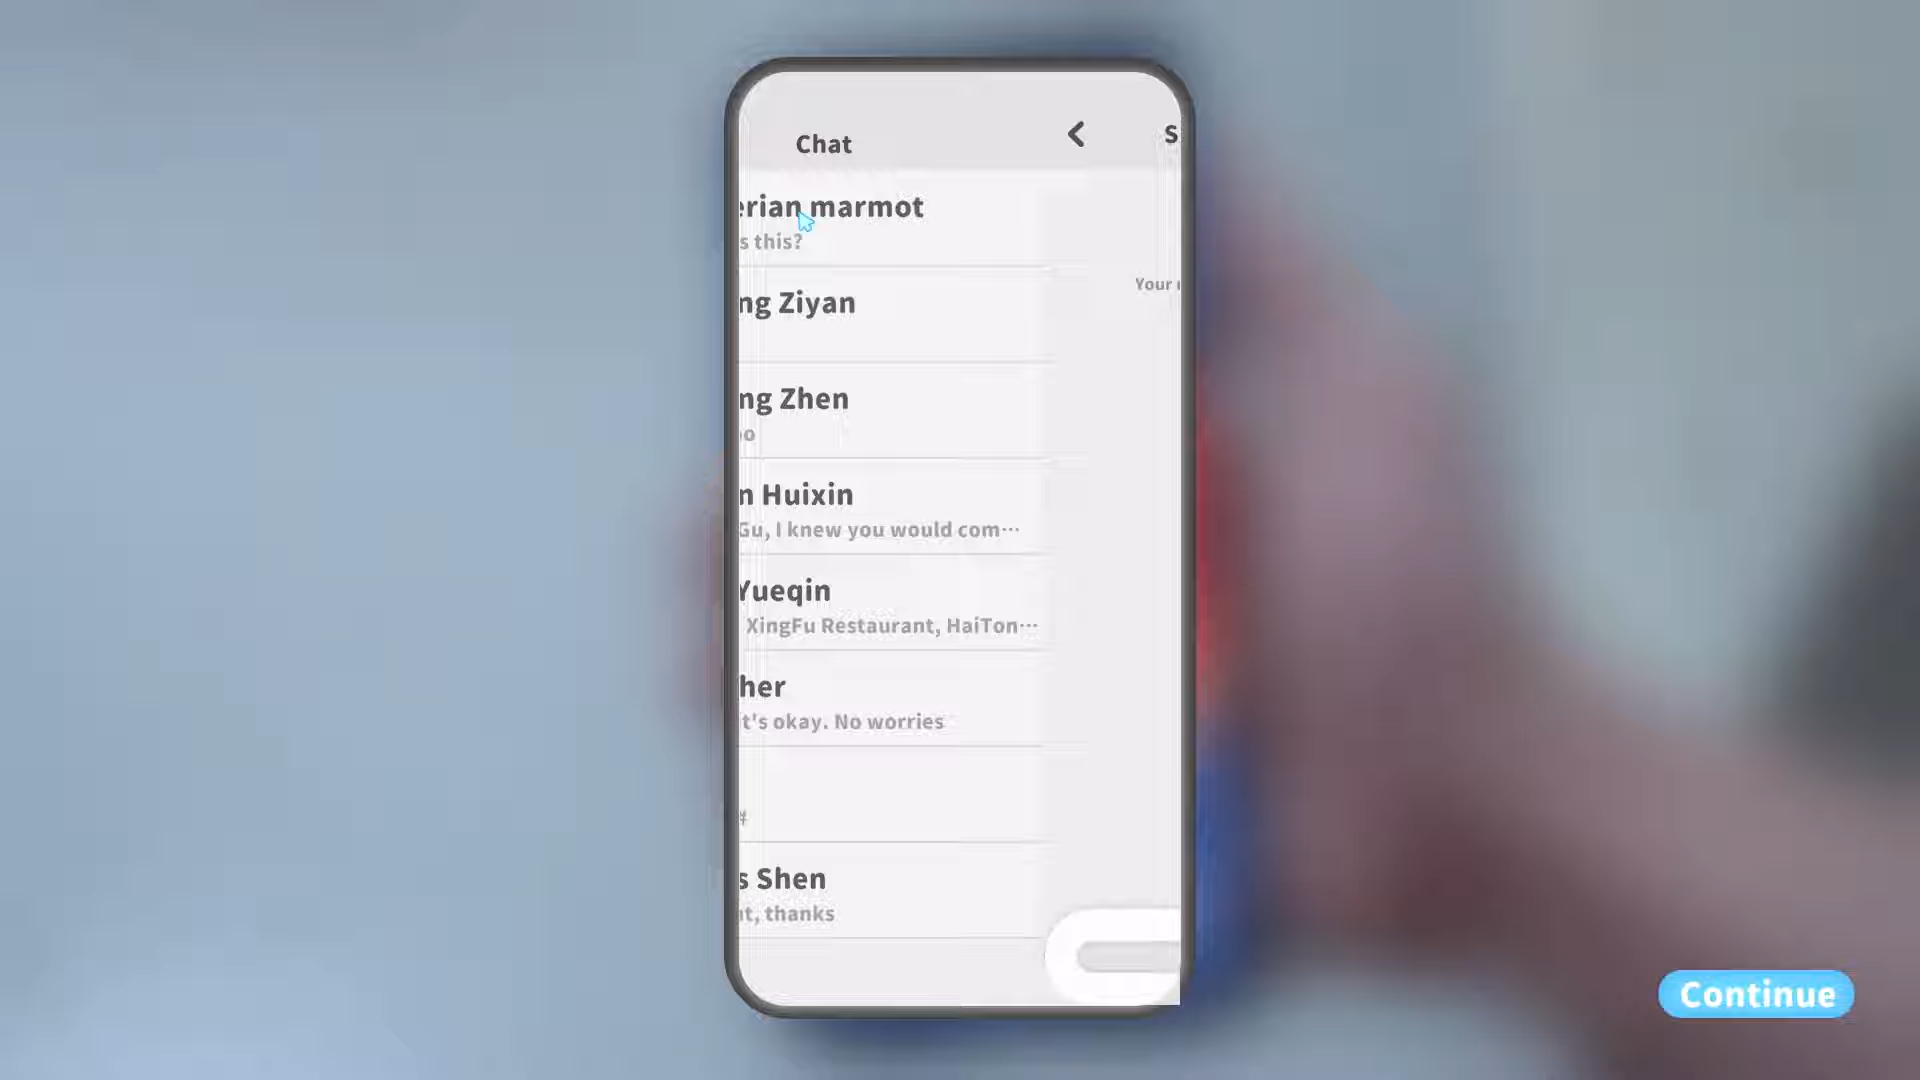 Chat
S
erian marmot
s this?
Your
ng Ziyan
ng Zhen
oo
n Huixin
Gu, I knew you would com···
Yueqin
XingFu Restaurant, HaiTon···
her
t's okay. No worries
#
s Shen
t, thanks
Continue